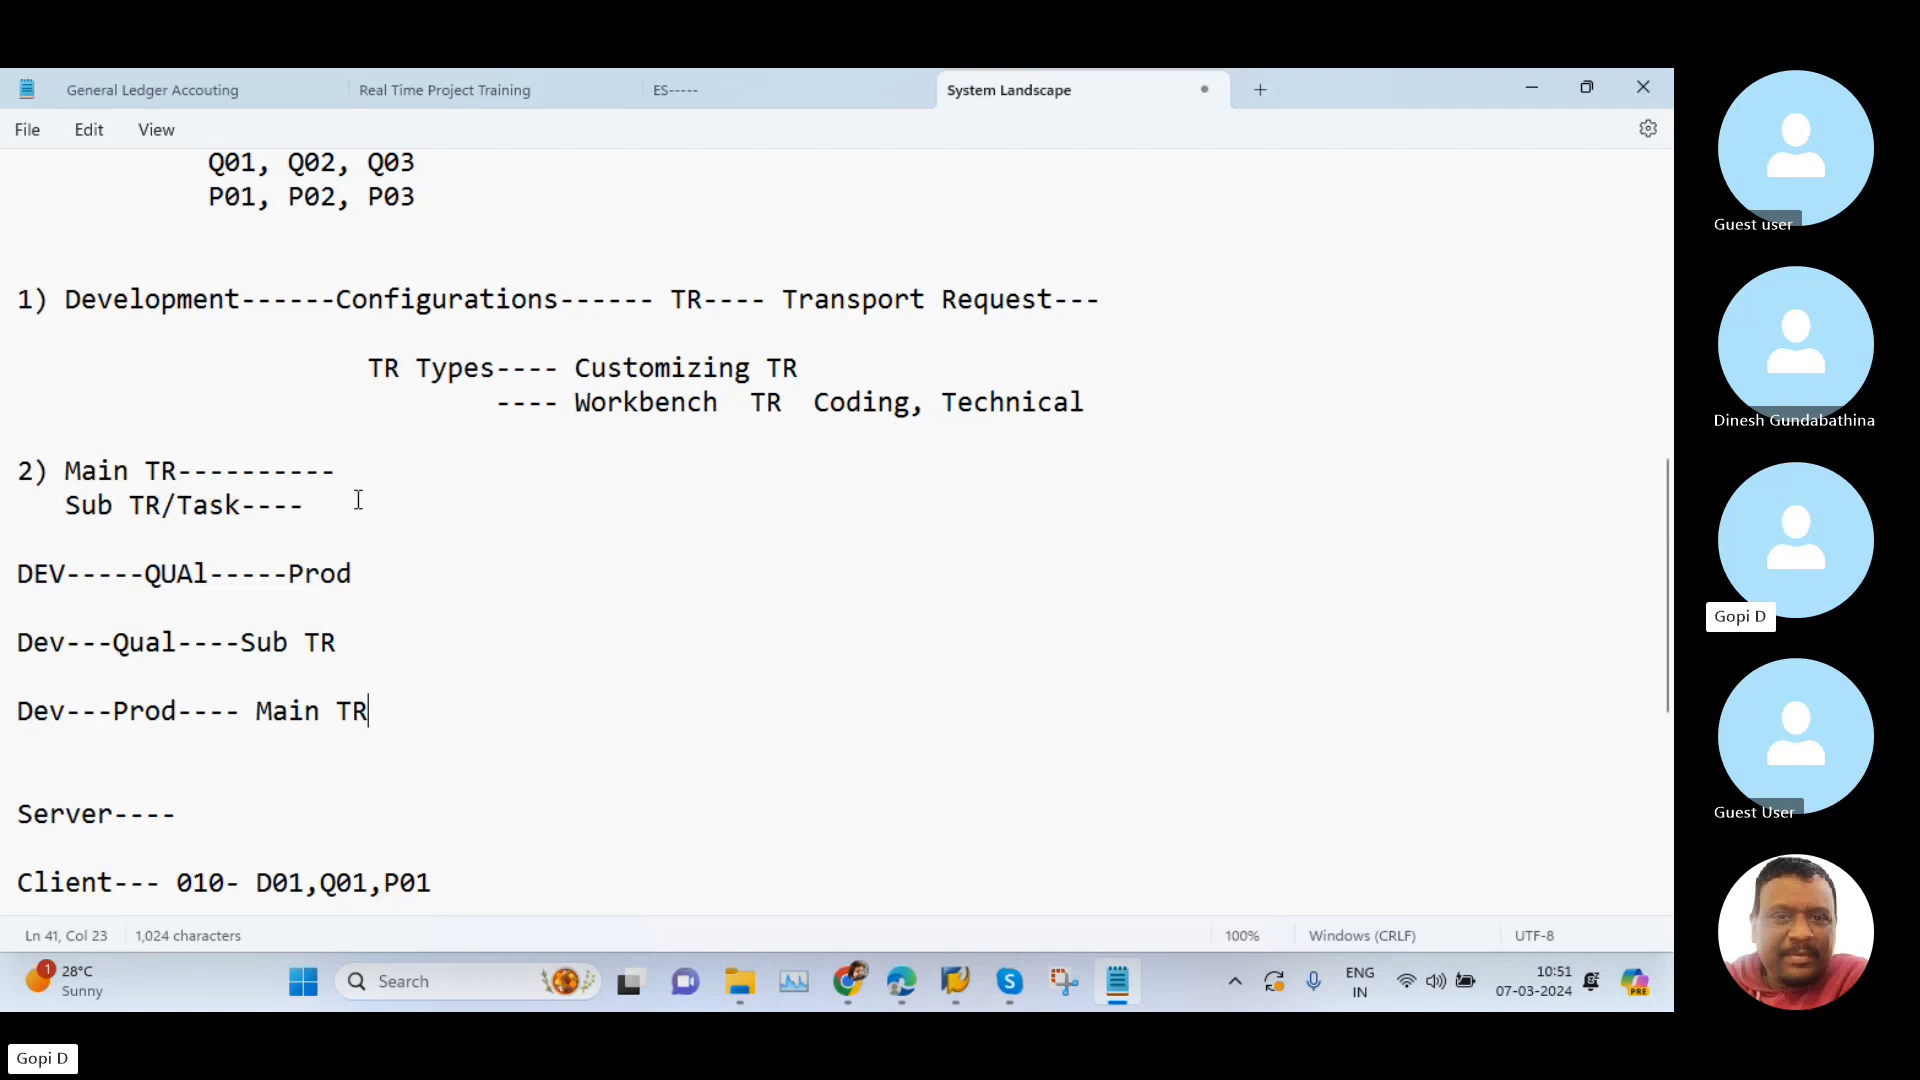 General Ledger Accouting
Real Time Project Training
ES-----
System Landscape
File
Edit
View
Q01, Q02, Q03
P01, P02, P03
1) Development------Configurations------ TR---- Transport Request---
TR Types---- Customizing TR
---- Workbench TR Coding, Technical
2) Main TR----------
Sub TR/Task----
DEV-----QUAl-----Prod
Dev---Qual----Sub TR
Dev---Prod---- Main TR
Server----
Client--- 010- D01,Q01,P01
Ln 41, Col 23
1,024 characters
100%
Windows (CRLF)
UTF-8
1
28°C
Sunny
Search
S
ENG
IN
10:51
07-03-2024
PRE
Guest user
Dinesh Gundabathina
Gopi D
Guest User
Gopi D